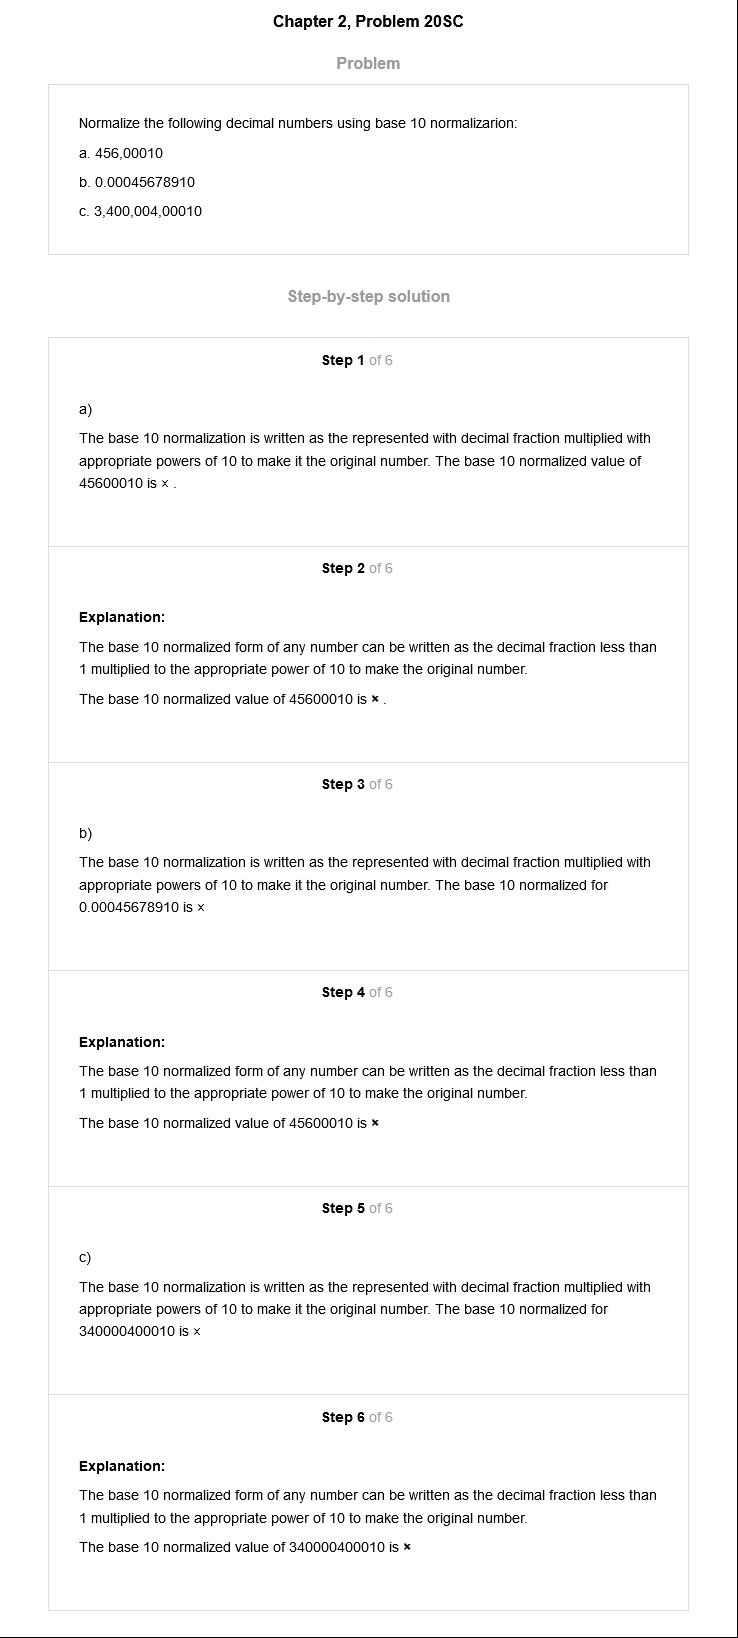 Chapter 2, Problem 20SC
Problem
Normalize the following decimal numbers using base 10 normalizarion:
a. 456,00010
b. 0.00045678910
c. 3,400,004,00010
Step-by-step solution
Step 1 of 6
a)
The base 10 normalization is written as the represented with decimal fraction multiplied with
appropriate powers of 10 to make it the original number. The base 10 normalized value of
45600010 is × .
Step 2 of 6
Explanation:
The base 10 normalized form of any number can be written as the decimal fraction less than
1 multiplied to the appropriate power of 10 to make the original number.
The base 10 normalized value of 45600010 is × .
Step 3 of 6
b)
The base 10 normalization is written as the represented with decimal fraction multiplied with
appropriate powers of 10 to make it the original number. The base 10 normalized for
0.00045678910 is ×
Step 4 of 6
Explanation:
The base 10 normalized form of any number can be written as the decimal fraction less than
1 multiplied to the appropriate power of 10 to make the original number.
The base 10 normalized value of 45600010 is ×
Step 5 of 6
c)
The base 10 normalization is written as the represented with decimal fraction multiplied with
appropriate powers of 10 to make it the original number. The base 10 normalized for
340000400010 is ×
Step 6 of 6
Explanation:
The base 10 normalized form of any number can be written as the decimal fraction less than
1 multiplied to the appropriate power of 10 to make the original number.
The base 10 normalized value of 340000400010 is ×